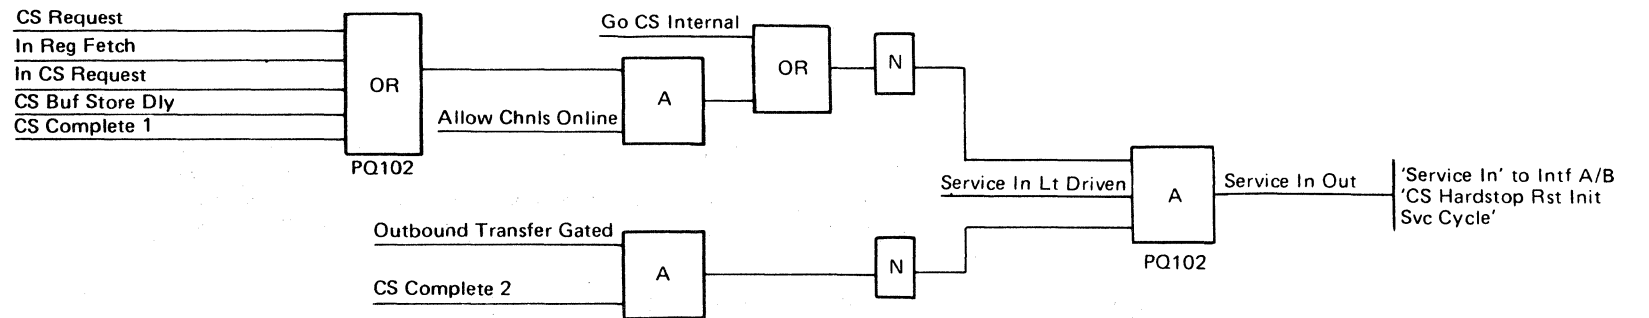 CS Request
In Reg Fetch
In CS Request
CS Buf Store Dly
CS Complete 1
OR
PQ102
Go CS Internal
Allow Chnls Online
A
OR
N
Service In Lt Driven
Outbound Transfer Gated
CS Complete 2
A
N
A
PQ102
Service In Out
'Service In' to Intf A/B
'CS Hardstop Rst Init
Svc Cycle'